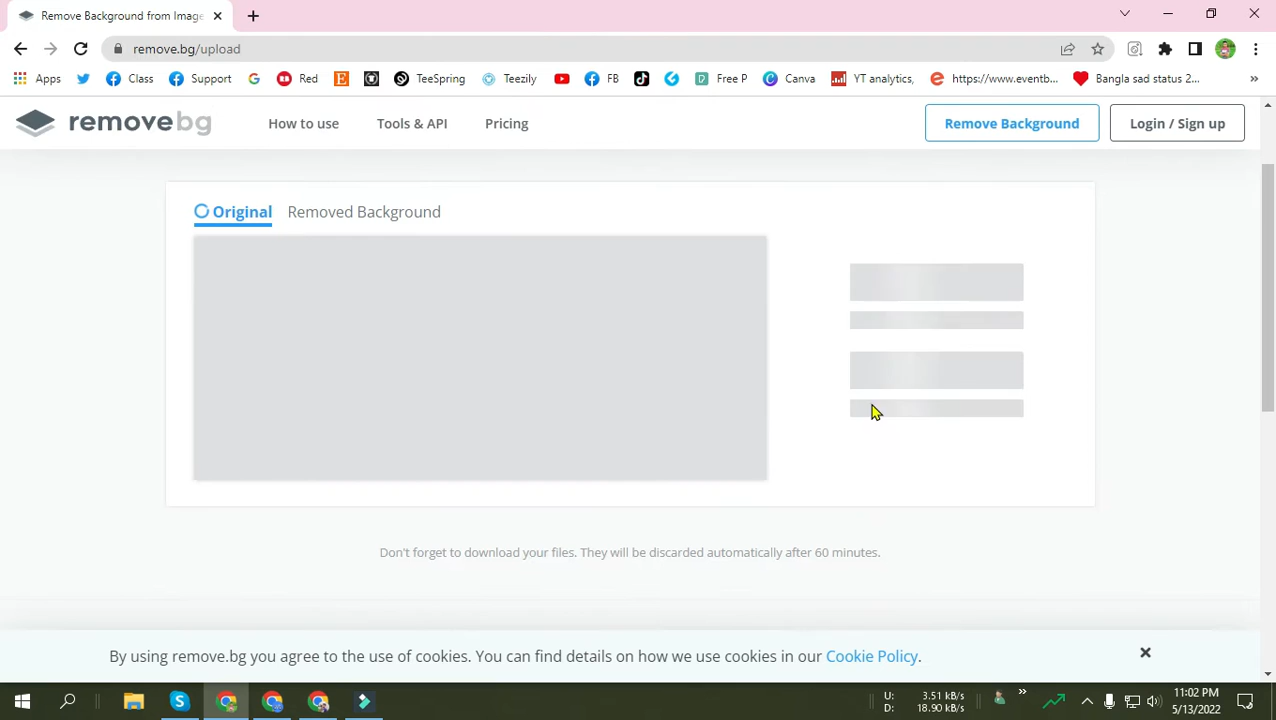 Remove Background from Image
remove.bg/upload
Apps
Class
Support
Red
TeeSpring
Teezily
FB
Free P
Canva
YT analytics,
https://www.eventb...
Bangla sad status 2...
»
removebg
How to use
Tools & API
Pricing
Remove Background
Login / Sign up
Original
Removed Background
Don't forget to download your files. They will be discarded automatically after 60 minutes.
By using remove.bg you agree to the use of cookies. You can find details on how we use cookies in our Cookie Policy.
U: 3.51 kB/s
D: 18.90 kB/s
11:02 PM
5/13/2022